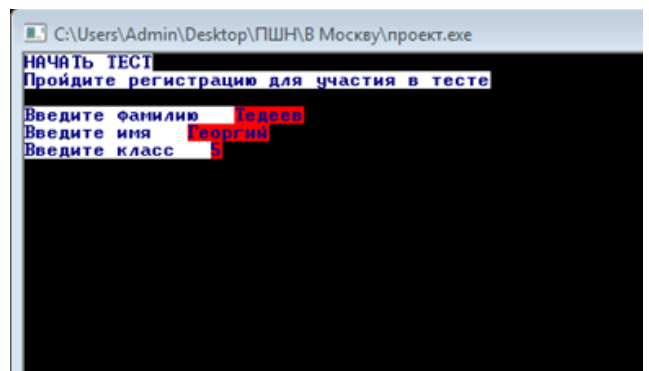 C:\Users\Admin\Desktop\ПШН\В Москву\проект.exe
НАЧАТЬ ТЕСТ
Пройдите регистрацию для участия в тесте
Введите фамилию Тедеев
Введите имя Георгий
Введите класс 5